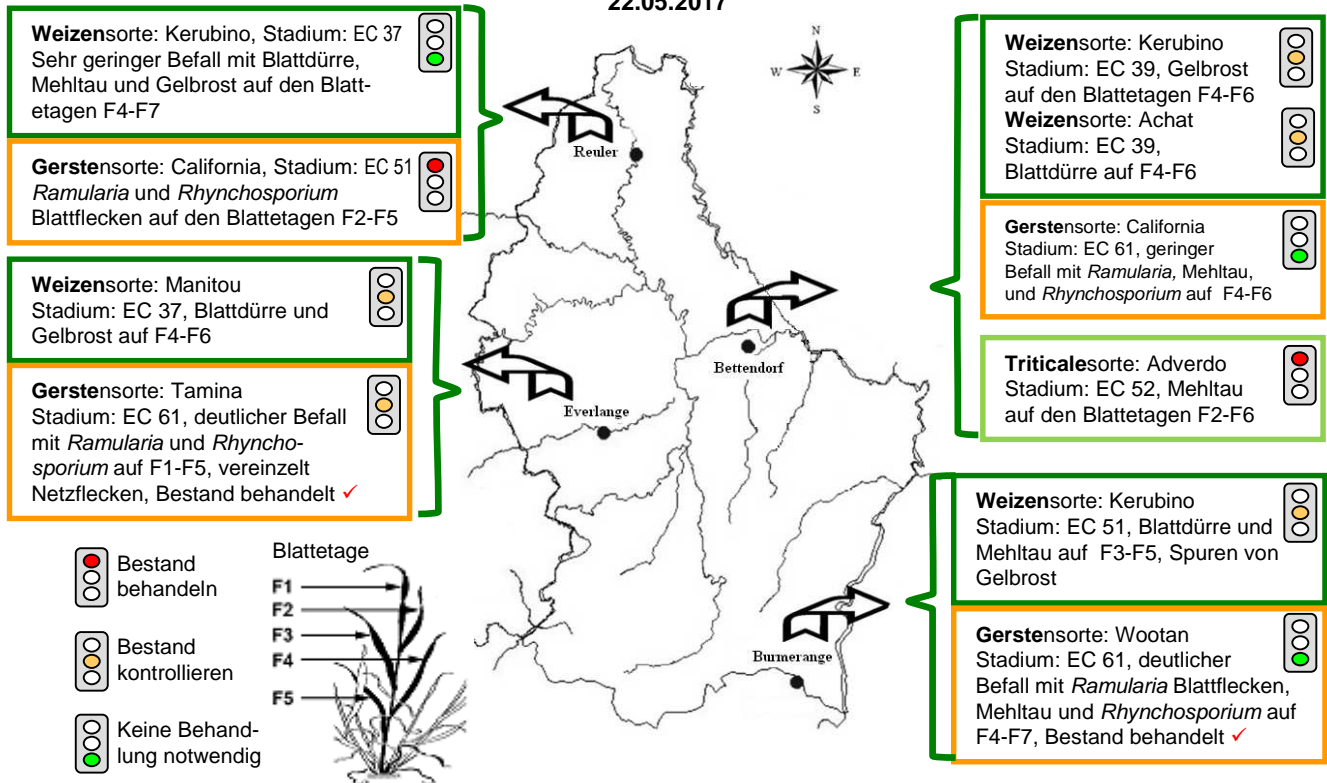 22.05.2017
Weizensorte: Kerubino, Stadium: EC 37
Sehr geringer Befall mit Blattdürre,
Mehltau und Gelbrost auf den Blatt-
etagen F4-F7
Gerstensorte: California, Stadium: EC 51
Ramularia und Rhynchosporium
Blattflecken auf den Blattetagen F2-F5
Weizensorte: Manitou
Stadium: EC 37, Blattdürre und
Gelbrost auf F4-F6
Gerstensorte: Tamina
Stadium: EC 61, deutlicher Befall
mit Ramularia und Rhyncho-
sporium auf F1-F5, vereinzelt
Netzflecken, Bestand behandelt ✓
Bestand
behandeln
Bestand
kontrollieren
Keine Behand-
lung notwendig
Blattetage
F1
F2
F3
F4
F5
N
W
E
S
Reuler
Bettendorf
Everlange
Burmerange
Weizensorte: Kerubino
Stadium: EC 39, Gelbrost
auf den Blattetagen F4-F6
Weizensorte: Achat
Stadium: EC 39,
Blattdürre auf F4-F6
Gerstensorte: California
Stadium: EC 61, geringer
Befall mit Ramularia, Mehltau,
und Rhynchosporium auf F4-F6
Triticalesorte: Adverdo
Stadium: EC 52, Mehltau
auf den Blattetagen F2-F6
Weizensorte: Kerubino
Stadium: EC 51, Blattdürre und
Mehltau auf F3-F5, Spuren von
Gelbrost
Gerstensorte: Wootan
Stadium: EC 61, deutlicher
Befall mit Ramularia Blattflecken,
Mehltau und Rhynchosporium auf
F4-F7, Bestand behandelt ✓